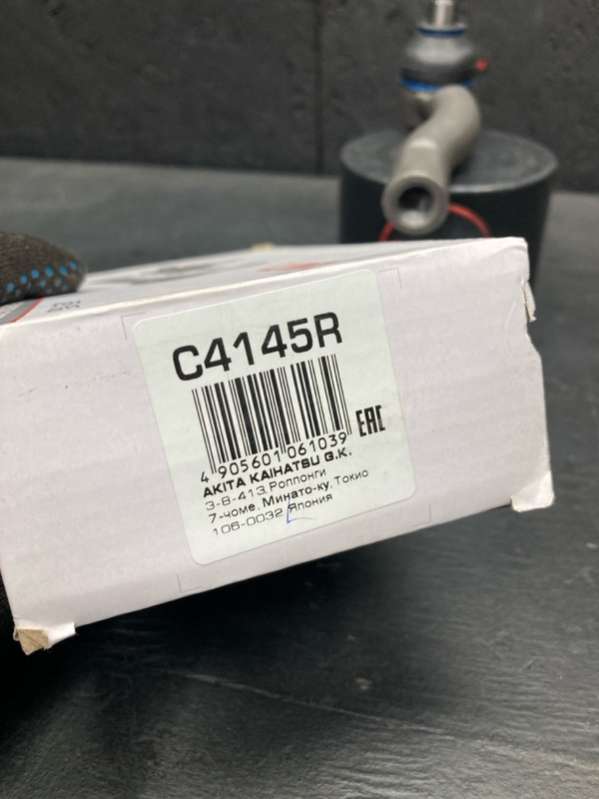 C4145R
4 905601 061039
EAC
AKITA KAIHATSU G.K.
3-8-413, Роппонги
7-чоме, Минато-ку, Токио
106-0032, Япония